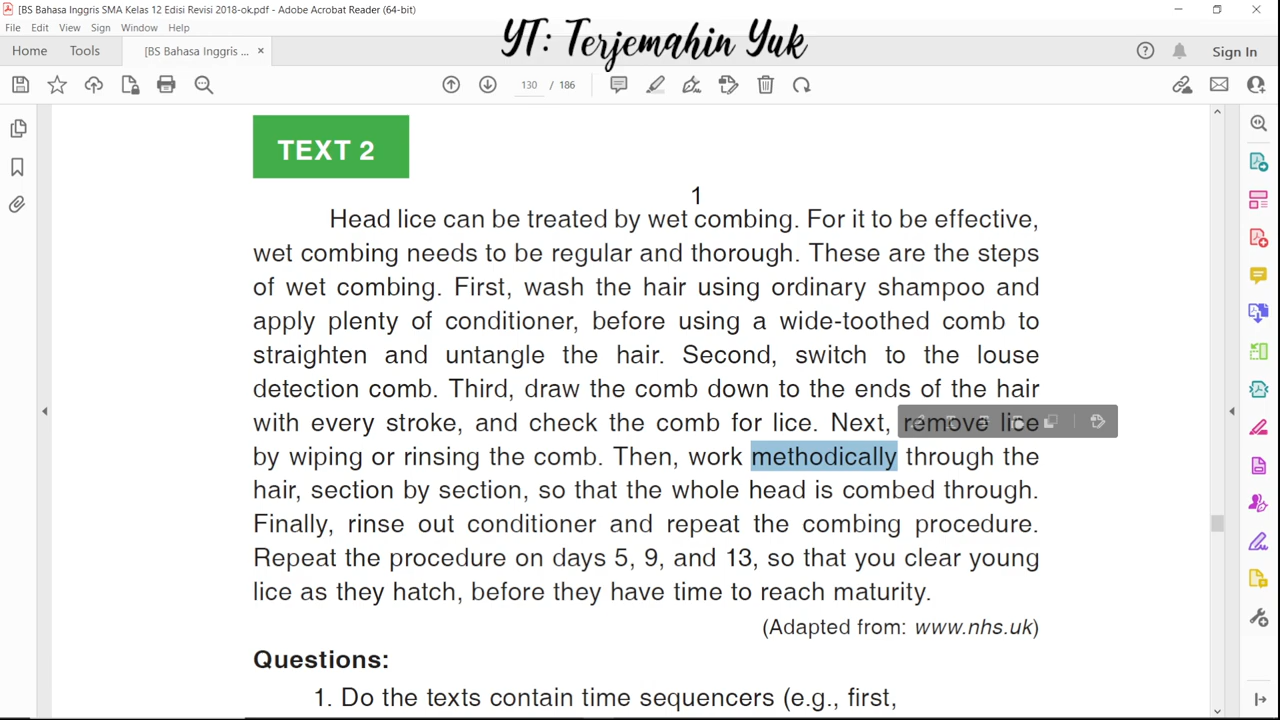 [BS Bahasa Inggris SMA Kelas 12 Edisi Revisi 2018-ok.pdf - Adobe Acrobat Reader (64-bit)
File Edit View Sign Window Help
YT: Terjemahin Yuk
Home Tools [BS Bahasa Inggris ... × Sign In
130 / 186
TEXT 2
1
Head lice can be treated by wet combing. For it to be effective,
wet combing needs to be regular and thorough. These are the steps
of wet combing. First, wash the hair using ordinary shampoo and
apply plenty of conditioner, before using a wide-toothed comb to
straighten and untangle the hair. Second, switch to the louse
detection comb. Third, draw the comb down to the ends of the hair
with every stroke, and check the comb for lice. Next, remove lice
by wiping or rinsing the comb. Then, work methodically through the
hair, section by section, so that the whole head is combed through.
Finally, rinse out conditioner and repeat the combing procedure.
Repeat the procedure on days 5, 9, and 13, so that you clear young
lice as they hatch, before they have time to reach maturity.
(Adapted from: www.nhs.uk)
Questions:
1. Do the texts contain time sequencers (e.g., first,